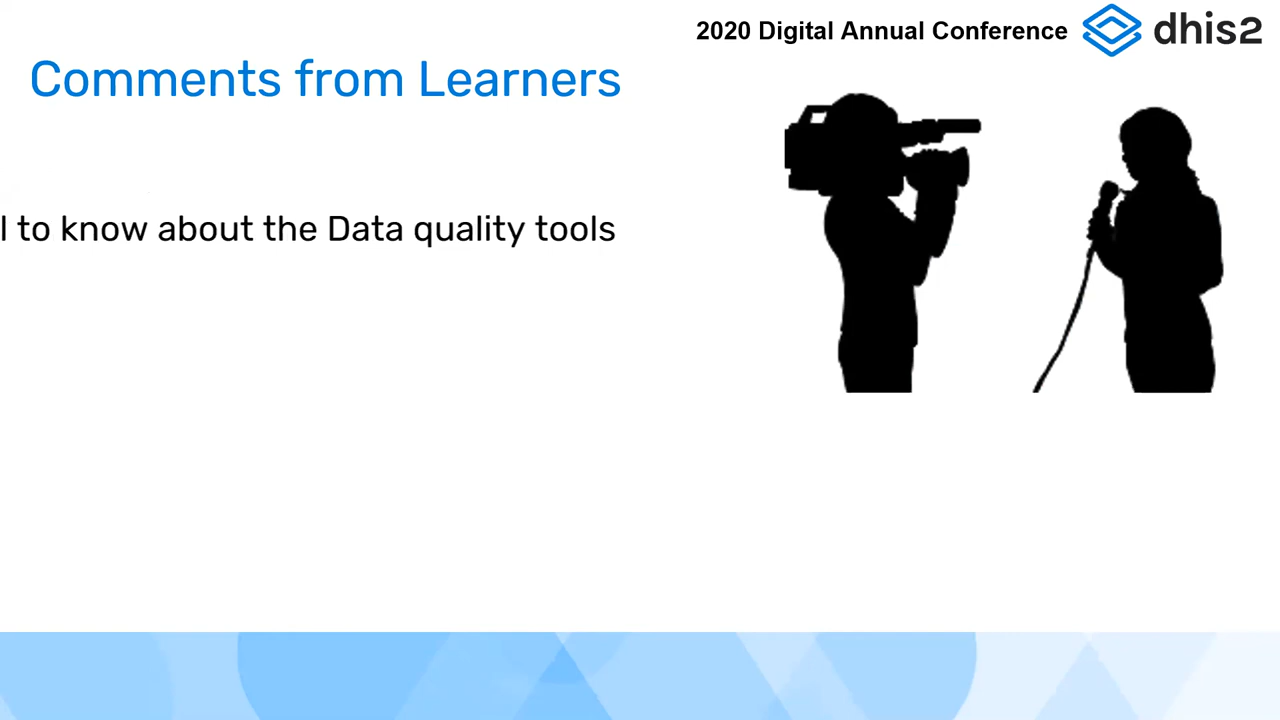 2020 Digital Annual Conference dhis2
Comments from Learners
l to know about the Data quality tools